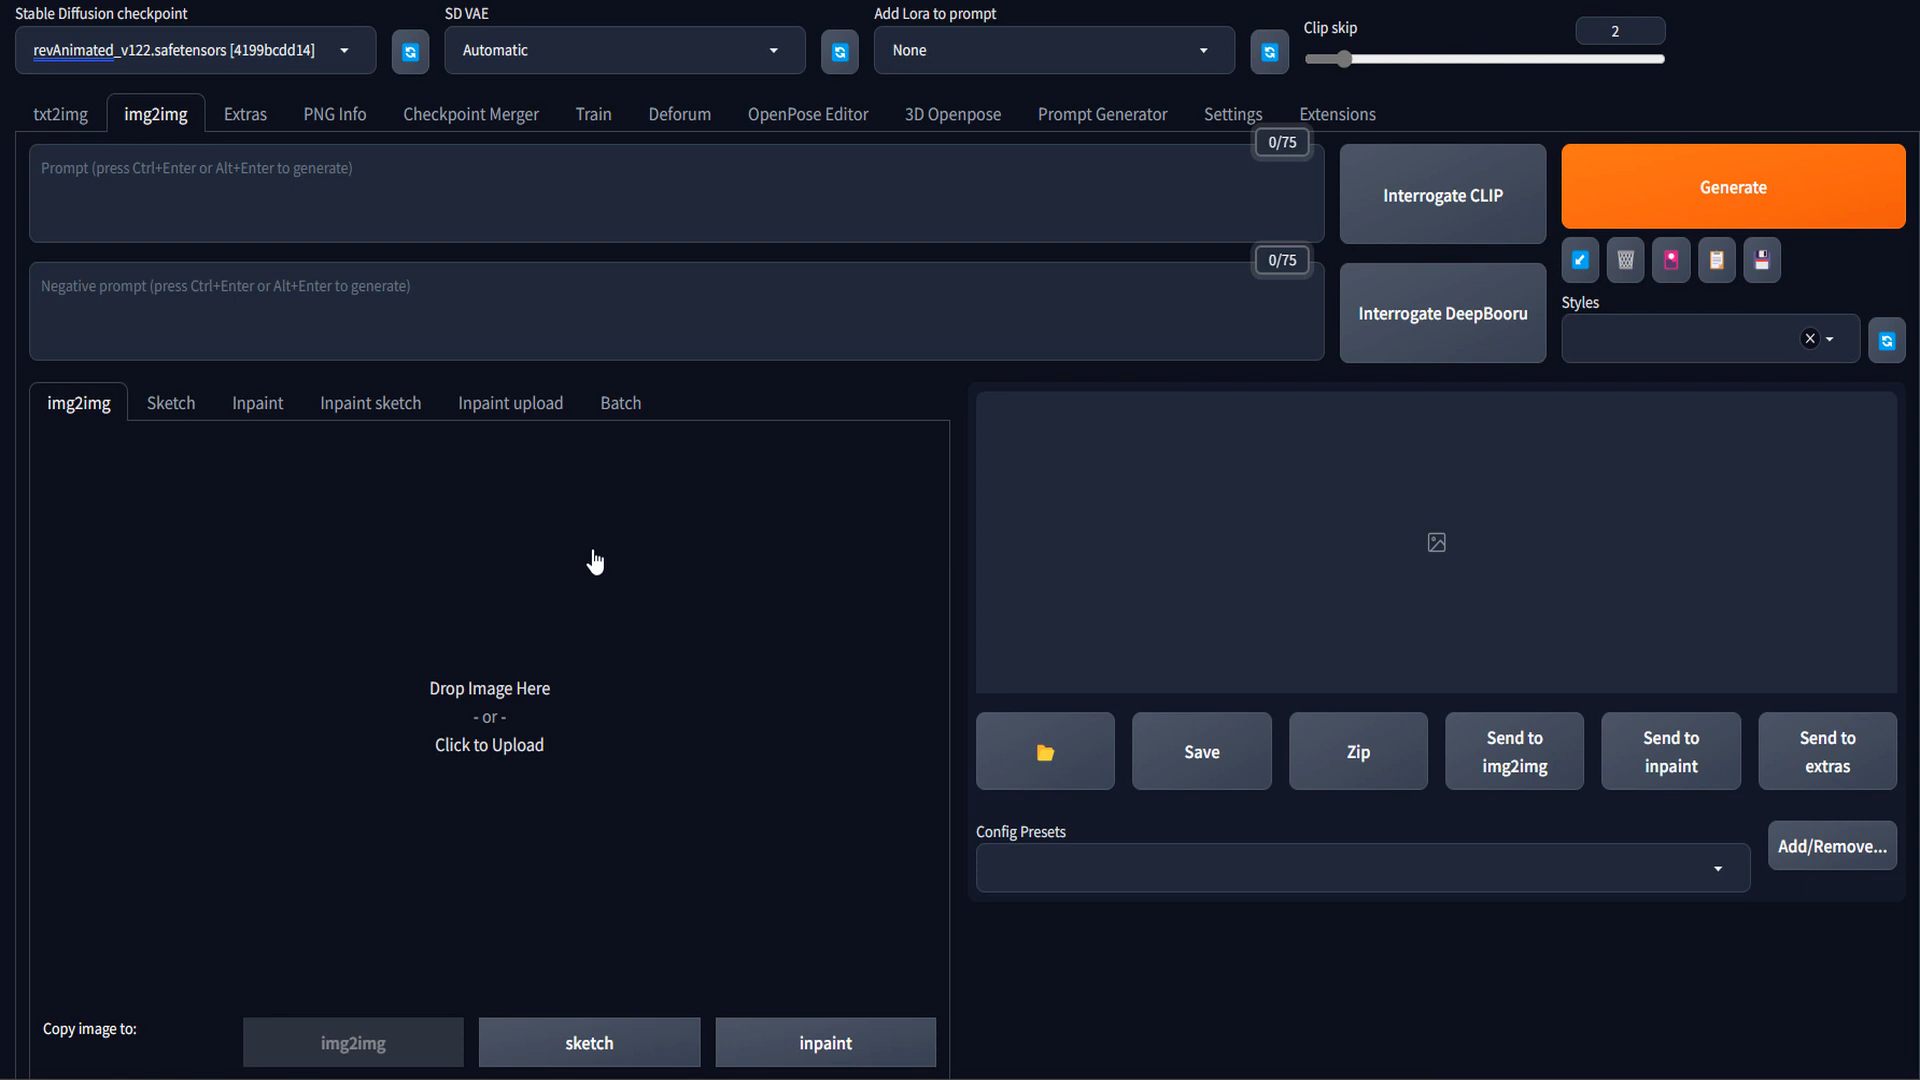 Stable Diffusion checkpoint
SD VAE
Add Lora to prompt
Clip skip
2
revAnimated_v122.safetensors [4199bcdd14]
Automatic
None
txt2img
img2img
Extras
PNG Info
Checkpoint Merger
Train
Deforum
OpenPose Editor
3D Openpose
Prompt Generator
Settings
Extensions
0/75
Prompt (press Ctrl+Enter or Alt+Enter to generate)
Interrogate CLIP
Generate
0/75
Negative prompt (press Ctrl+Enter or Alt+Enter to generate)
Interrogate DeepBooru
Styles
img2img
Sketch
Inpaint
Inpaint sketch
Inpaint upload
Batch
Drop Image Here
- or -
Click to Upload
Save
Zip
Send to
img2img
Send to
inpaint
Send to
extras
Config Presets
Add/Remove...
Copy image to:
img2img
sketch
inpaint